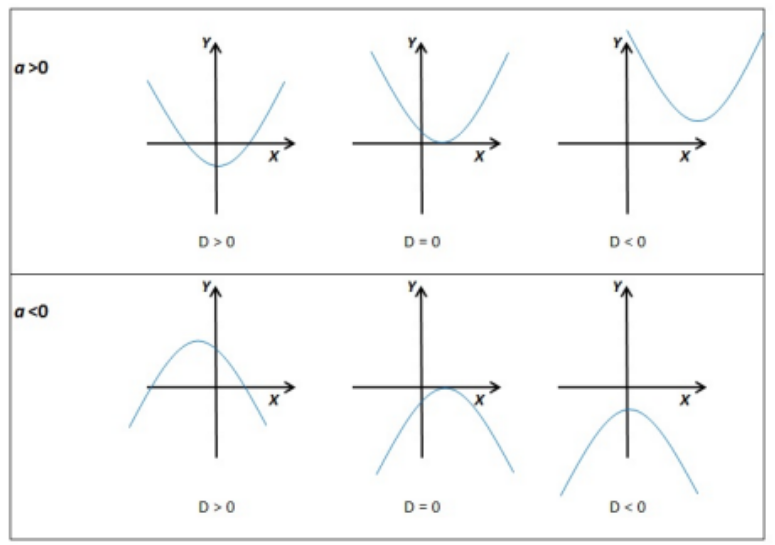 Y Y Y
a >0
X X X
D > 0 D = 0 D < 0
Y Y Y
a <0
X X X
D > 0 D = 0 D < 0